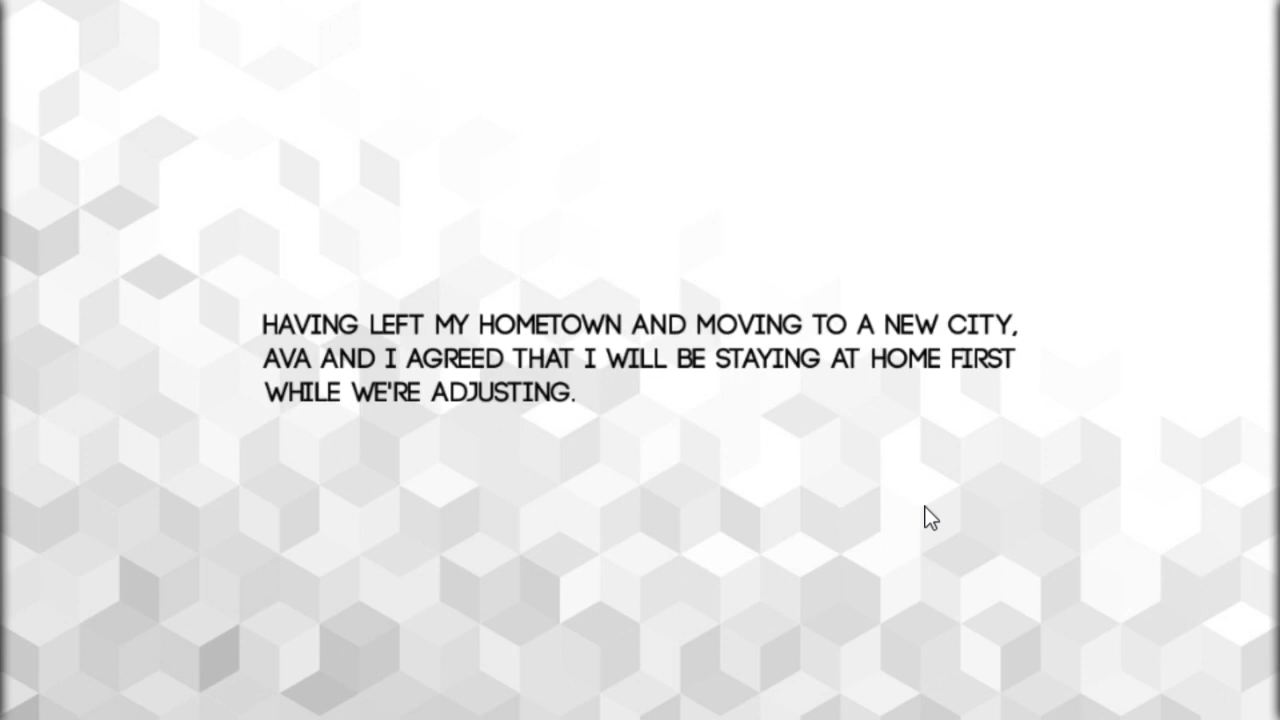 HAVING LEFT MY HOMETOWN AND MOVING TO A NEW CITY,
AVA AND I AGREED THAT I WILL BE STAYING AT HOME FIRST
WHILE WE'RE ADJUSTING.